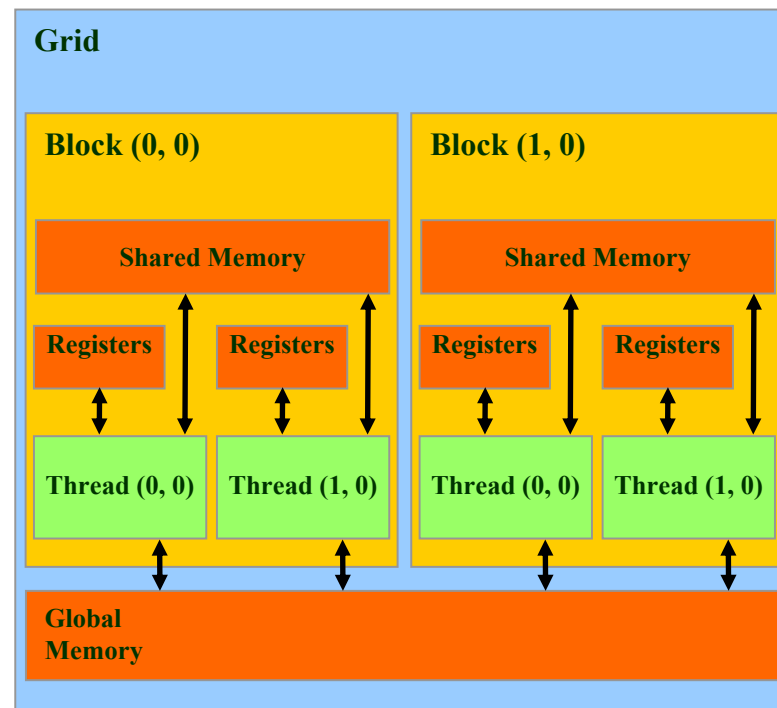 Grid
Block (0, 0)
Block (1, 0)
Shared Memory
Shared Memory
Registers
Registers
Registers
Registers
Thread (0, 0)
Thread (1, 0)
Thread (0, 0)
Thread (1, 0)
Global
Memory